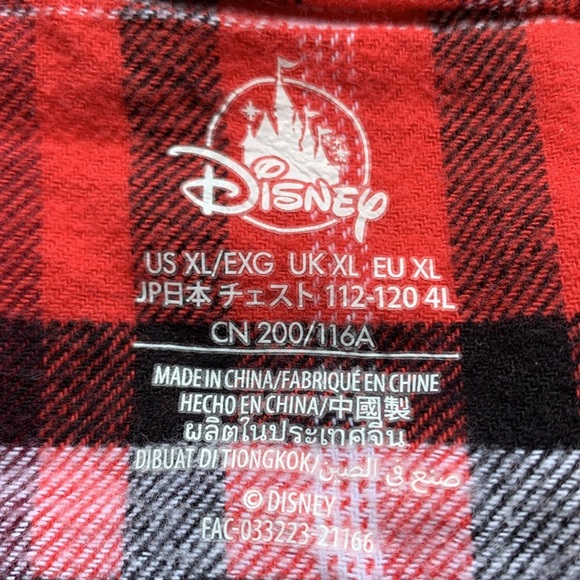 Disney
US XL/EXG UK XL EU XL
JP日本 チェスト 112-120 4L
CN 200/116A
MADE IN CHINA/FABRIQUÉ EN CHINE
HECHO EN CHINA/中國製
ผลิตในประเทศจีน
DIBUAT DI TIONGKOK/صنع في الصين
© DISNEY
FAC-033223-21166